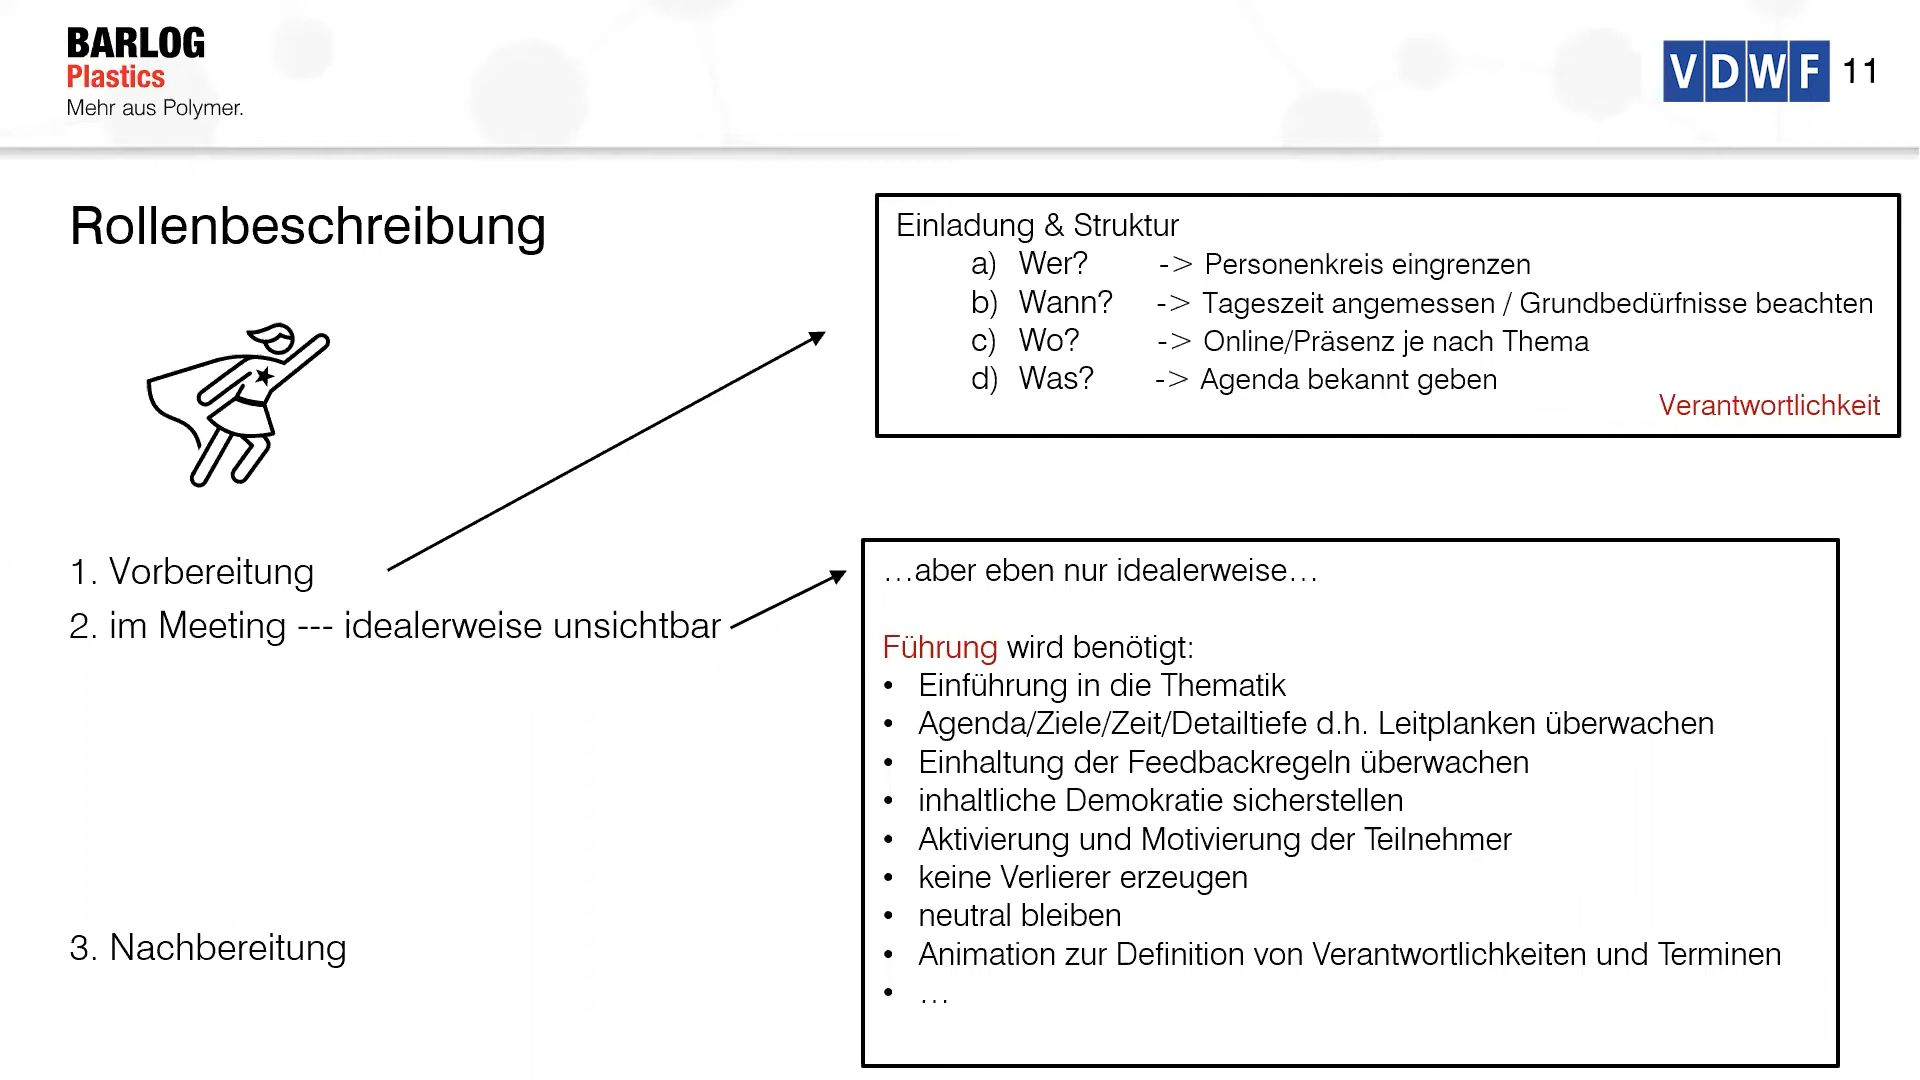 BARLOG
Plastics
Mehr aus Polymer.
VDWF 11
Rollenbeschreibung
Einladung & Struktur
a) Wer? -> Personenkreis eingrenzen
b) Wann? -> Tageszeit angemessen / Grundbedürfnisse beachten
c) Wo? -> Online/Präsenz je nach Thema
d) Was? -> Agenda bekannt geben
Verantwortlichkeit
1. Vorbereitung
2. im Meeting --- idealerweise unsichtbar
3. Nachbereitung
…aber eben nur idealerweise…
Führung wird benötigt:
• Einführung in die Thematik
• Agenda/Ziele/Zeit/Detailtiefe d.h. Leitplanken überwachen
• Einhaltung der Feedbackregeln überwachen
• inhaltliche Demokratie sicherstellen
• Aktivierung und Motivierung der Teilnehmer
• keine Verlierer erzeugen
• neutral bleiben
• Animation zur Definition von Verantwortlichkeiten und Terminen
• …